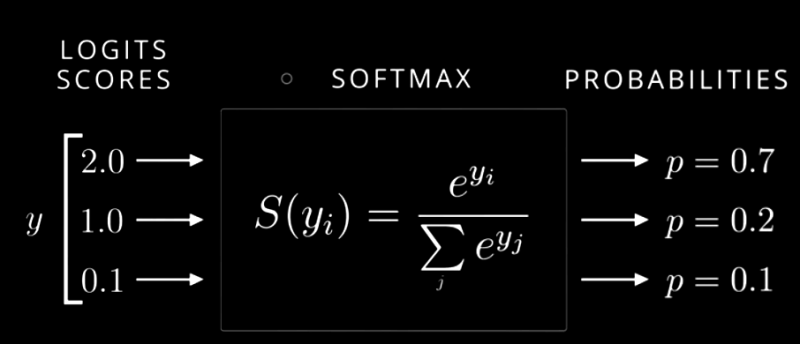 LOGITS
SCORES
SOFTMAX
PROBABILITIES
y
2.0
1.0
0.1
S(y_i) = e^{y_i} / ∑_j e^{y_j}
p = 0.7
p = 0.2
p = 0.1